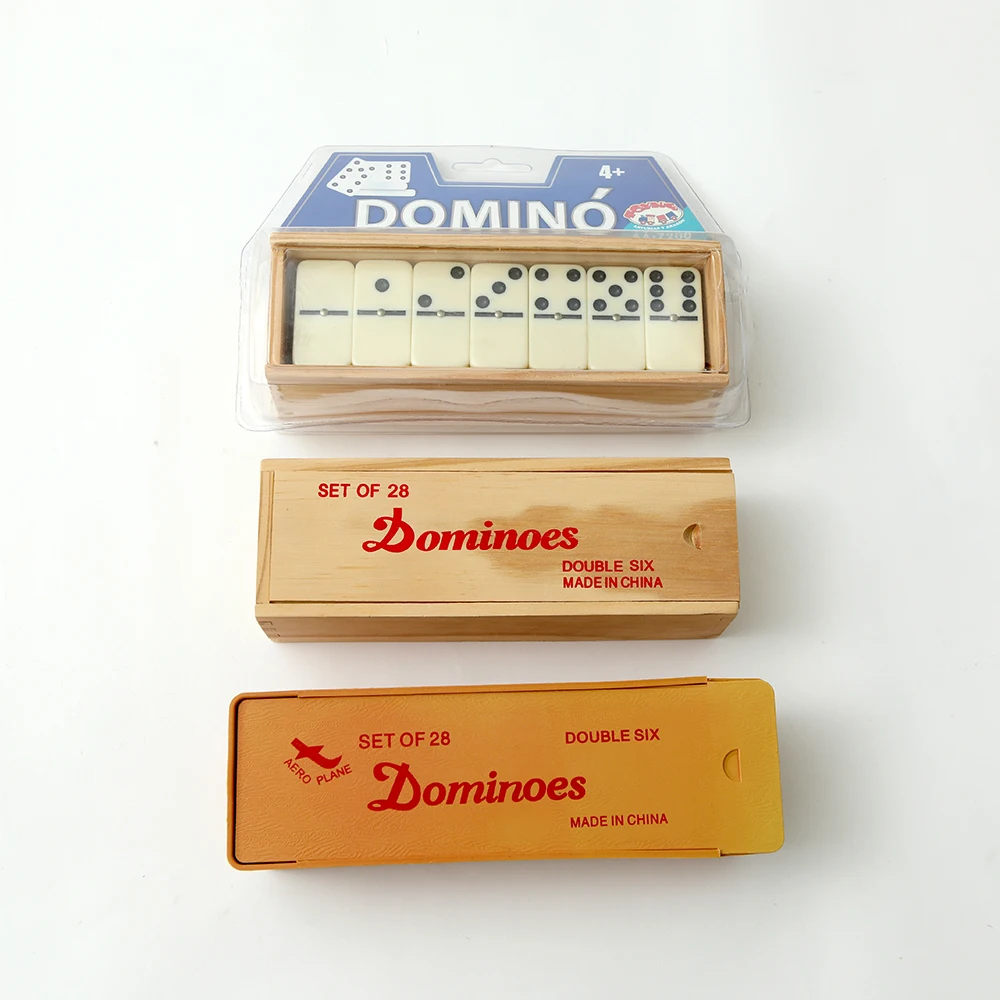 4+
DOMINÓ
SET OF 28
Dominoes
DOUBLE SIX
MADE IN CHINA
AERO PLANE
SET OF 28
DOUBLE SIX
Dominoes
MADE IN CHINA